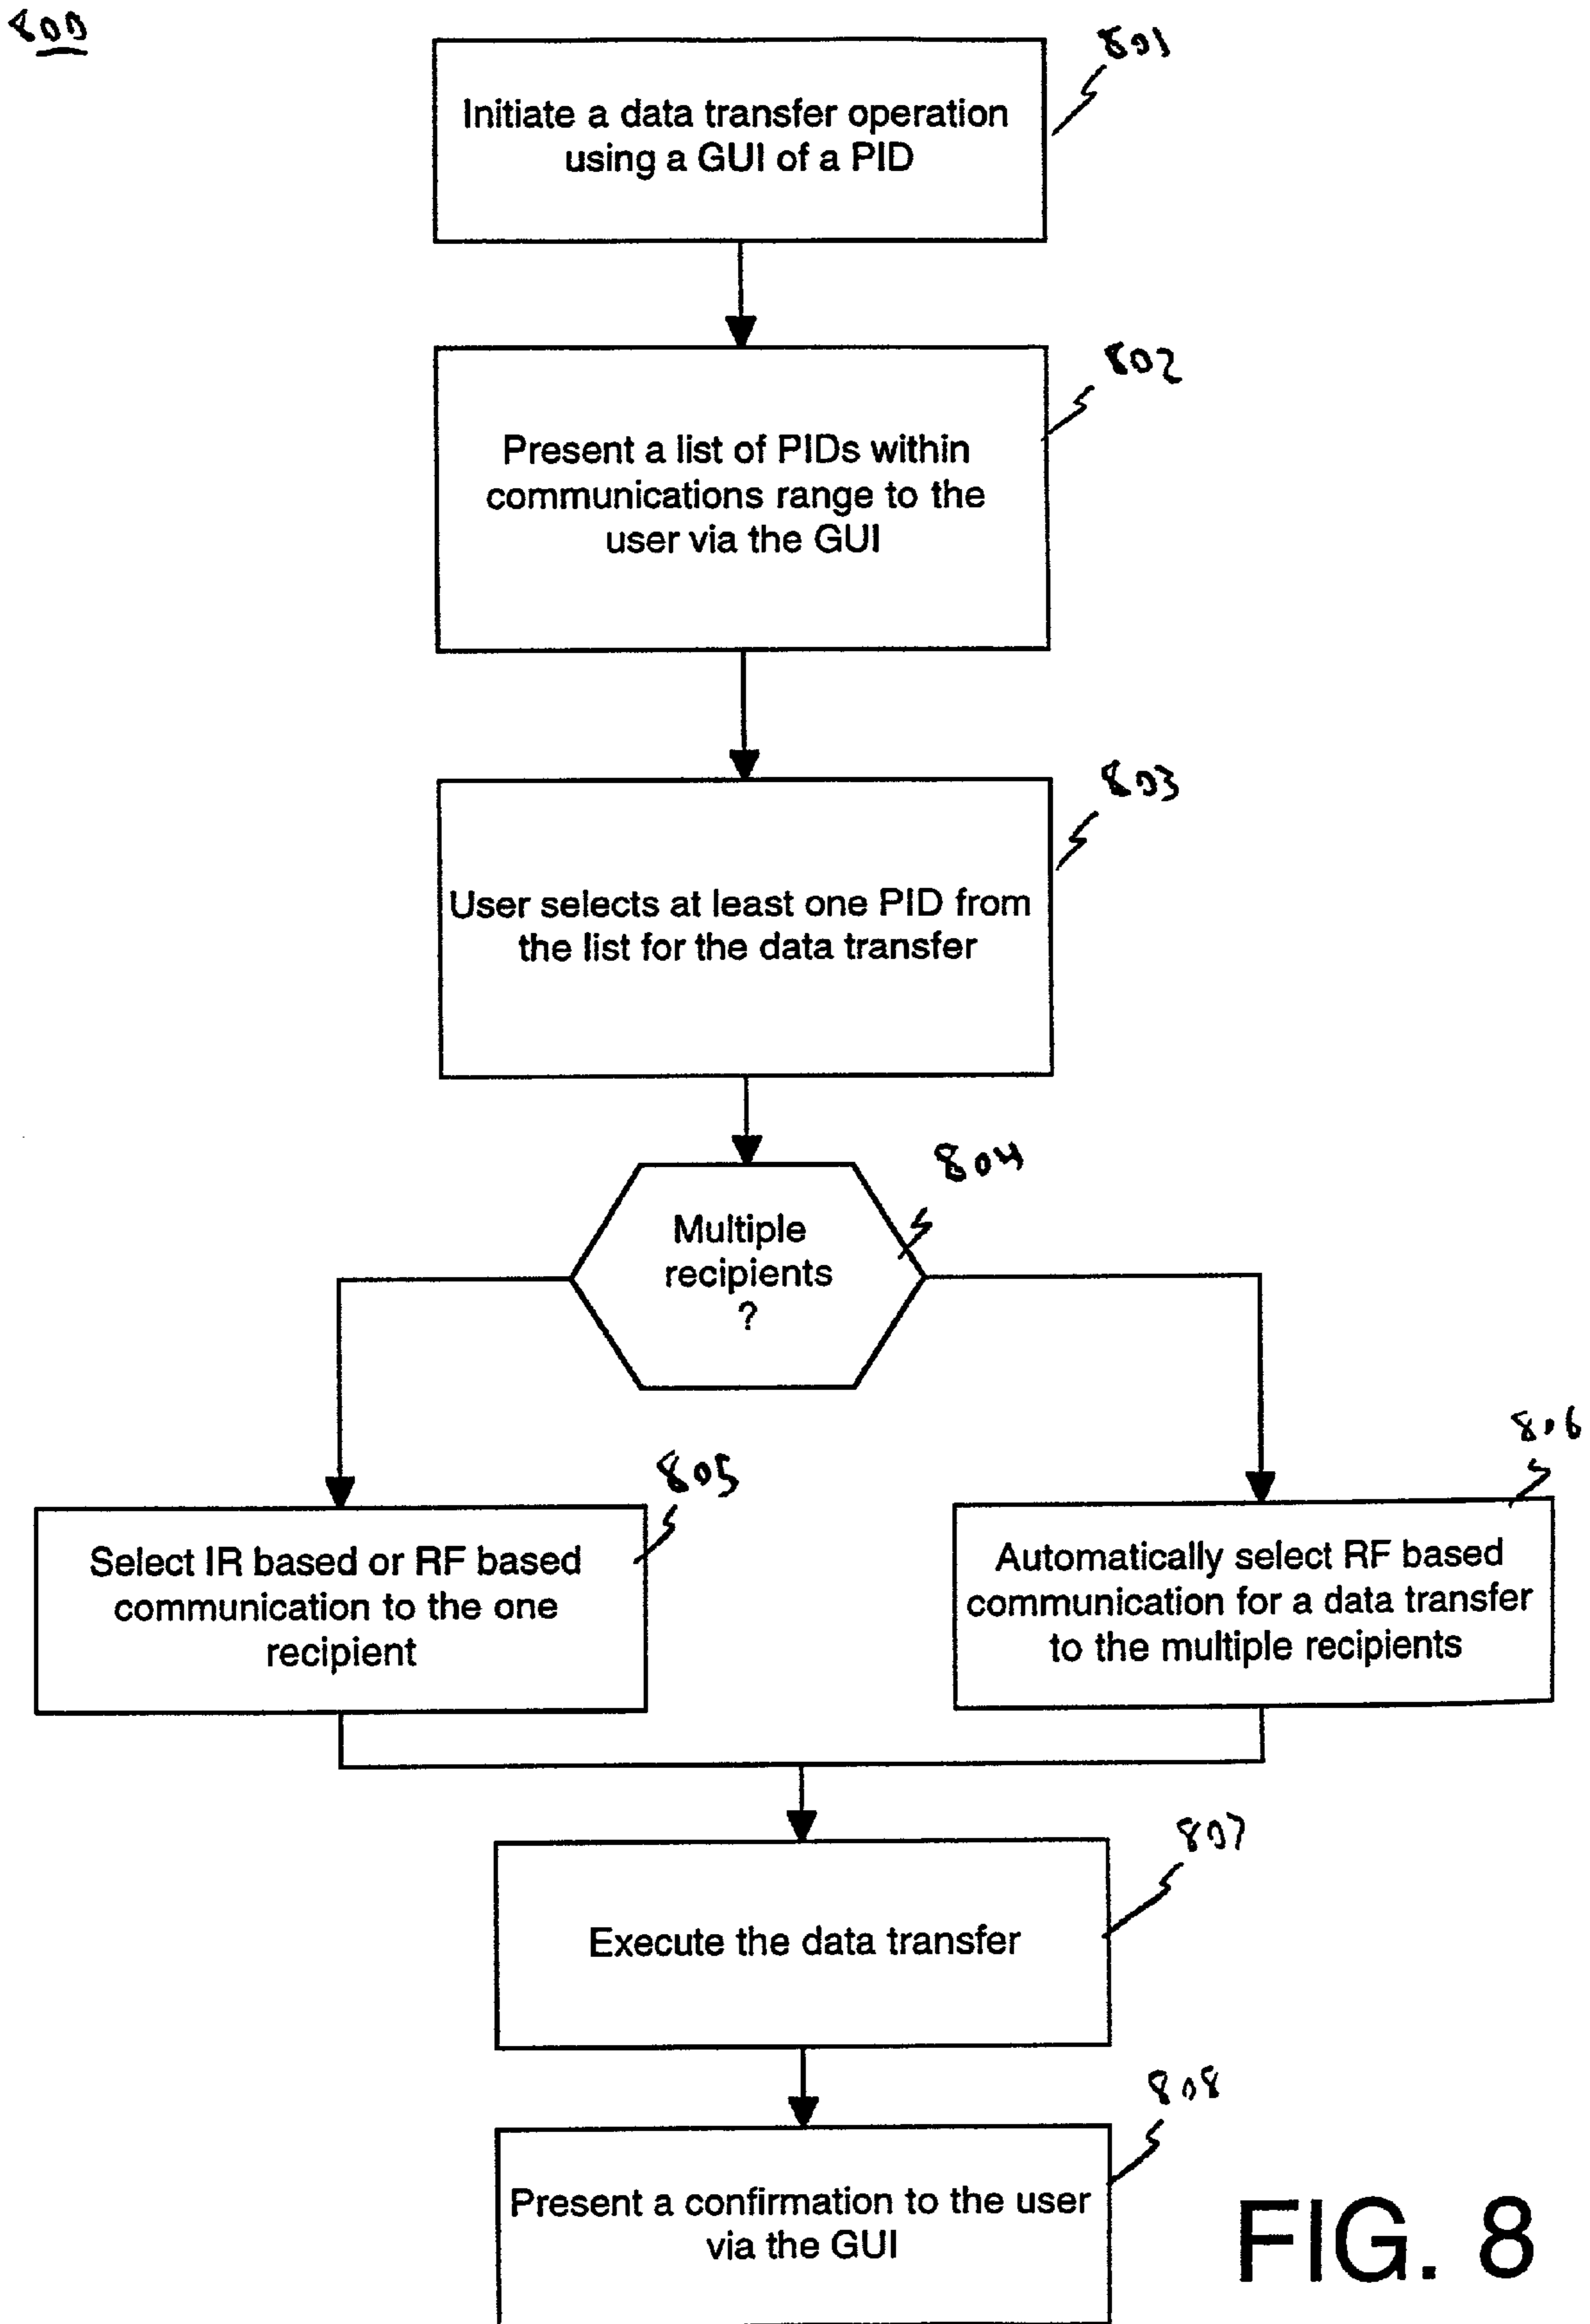 800
801
Initiate a data transfer operation
using a GUI of a PID
802
Present a list of PIDs within
communications range to the
user via the GUI
803
User selects at least one PID from
the list for the data transfer
804
Multiple
recipients
?
805
Select IR based or RF based
communication to the one
recipient
806
Automatically select RF based
communication for a data transfer
to the multiple recipients
807
Execute the data transfer
808
Present a confirmation to the user
via the GUI
FIG. 8